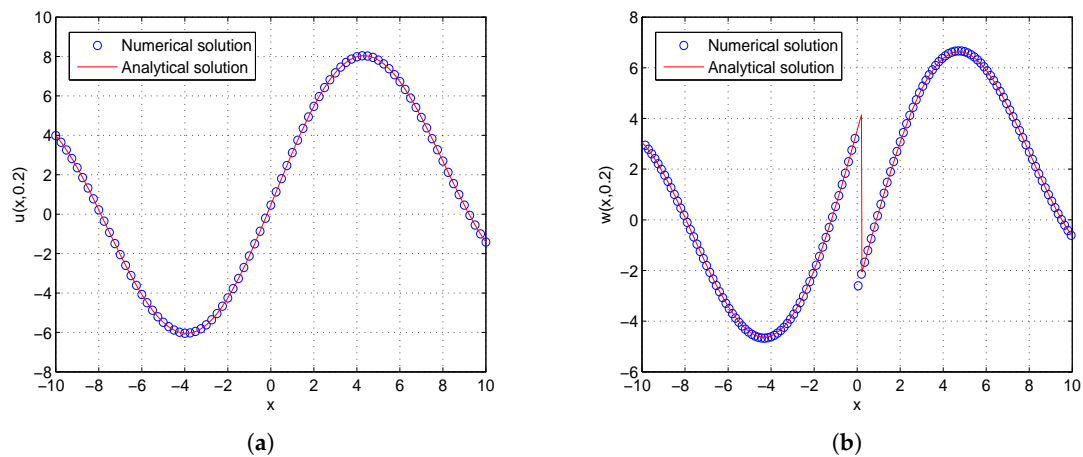 Numerical solution
Analytical solution
u(x,0.2)
10
8
6
4
2
0
−2
−4
−6
−8
−10 −8 −6 −4 −2 0 2 4 6 8 10
x
(a)
Numerical solution
Analytical solution
w(x,0.2)
8
6
4
2
0
−2
−4
−6
−10 −8 −6 −4 −2 0 2 4 6 8 10
x
(b)